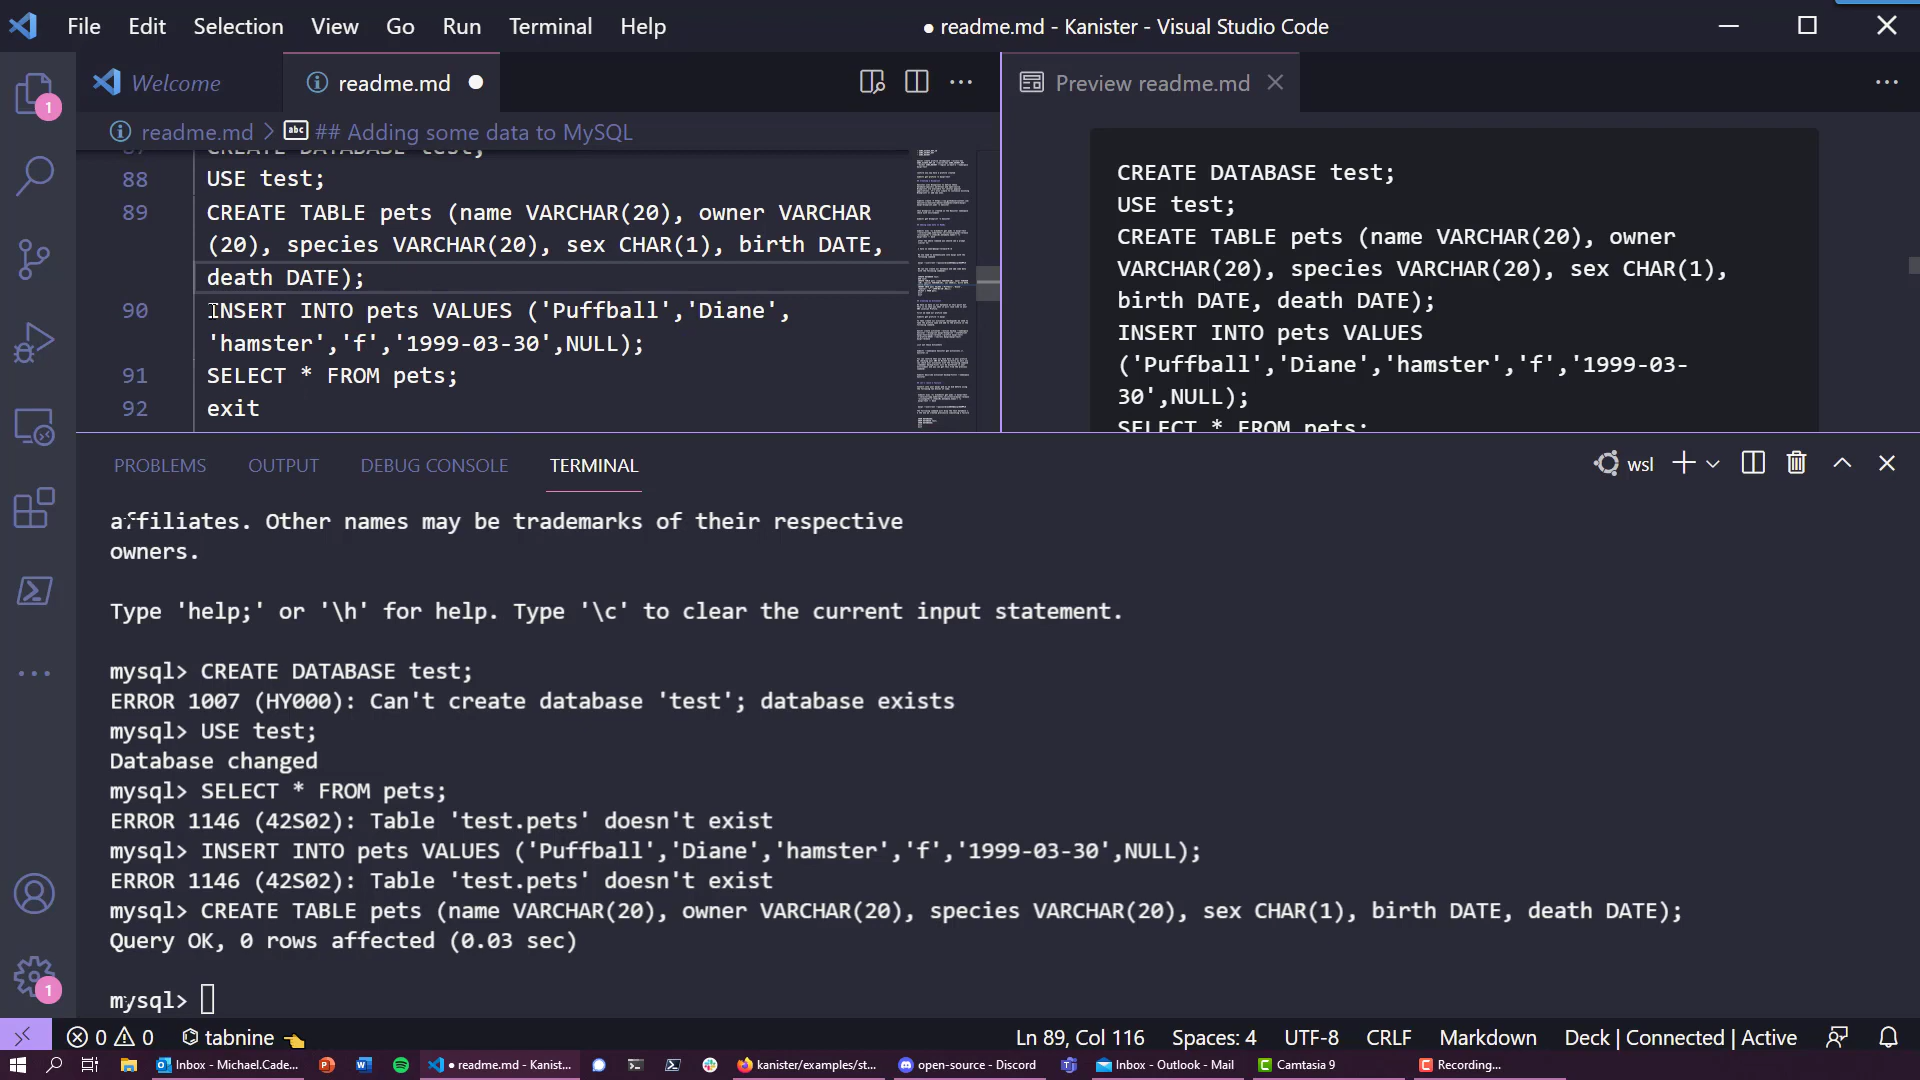 File Edit Selection View Go Run Terminal Help
● readme.md - Kanister - Visual Studio Code
Welcome
readme.md
Preview readme.md
readme.md > ## Adding some data to MySQL
87 CREATE DATABASE test;
88 USE test;
89 CREATE TABLE pets (name VARCHAR(20), owner VARCHAR
(20), species VARCHAR(20), sex CHAR(1), birth DATE,
death DATE);
90 INSERT INTO pets VALUES ('Puffball','Diane',
'hamster','f','1999-03-30',NULL);
91 SELECT * FROM pets;
92 exit
CREATE DATABASE test;
USE test;
CREATE TABLE pets (name VARCHAR(20), owner
VARCHAR(20), species VARCHAR(20), sex CHAR(1),
birth DATE, death DATE);
INSERT INTO pets VALUES
('Puffball','Diane','hamster','f','1999-03-
30',NULL);
SELECT * FROM pets;
PROBLEMS OUTPUT DEBUG CONSOLE TERMINAL
wsl
affiliates. Other names may be trademarks of their respective
owners.
Type 'help;' or '\h' for help. Type '\c' to clear the current input statement.
mysql> CREATE DATABASE test;
ERROR 1007 (HY000): Can't create database 'test'; database exists
mysql> USE test;
Database changed
mysql> SELECT * FROM pets;
ERROR 1146 (42S02): Table 'test.pets' doesn't exist
mysql> INSERT INTO pets VALUES ('Puffball','Diane','hamster','f','1999-03-30',NULL);
ERROR 1146 (42S02): Table 'test.pets' doesn't exist
mysql> CREATE TABLE pets (name VARCHAR(20), owner VARCHAR(20), species VARCHAR(20), sex CHAR(1), birth DATE, death DATE);
Query OK, 0 rows affected (0.03 sec)
mysql>
1
1
0 0 tabnine
Ln 89, Col 116 Spaces: 4 UTF-8 CRLF Markdown Deck | Connected | Active
Inbox - Michael.Cade...
● readme.md - Kanist...
kanister/examples/st...
open-source - Discord
Inbox - Outlook - Mail
Camtasia 9
Recording...